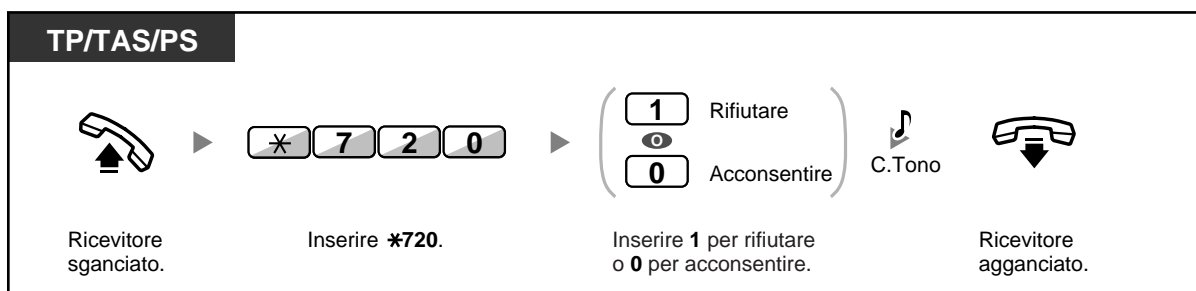 TP/TAS/PS
1 Rifiutare
* 7 2 0
o
0 Acconsentire
C.Tono
Ricevitore
sganciato.
Inserire *720.
Inserire 1 per rifiutare
o 0 per acconsentire.
Ricevitore
agganciato.